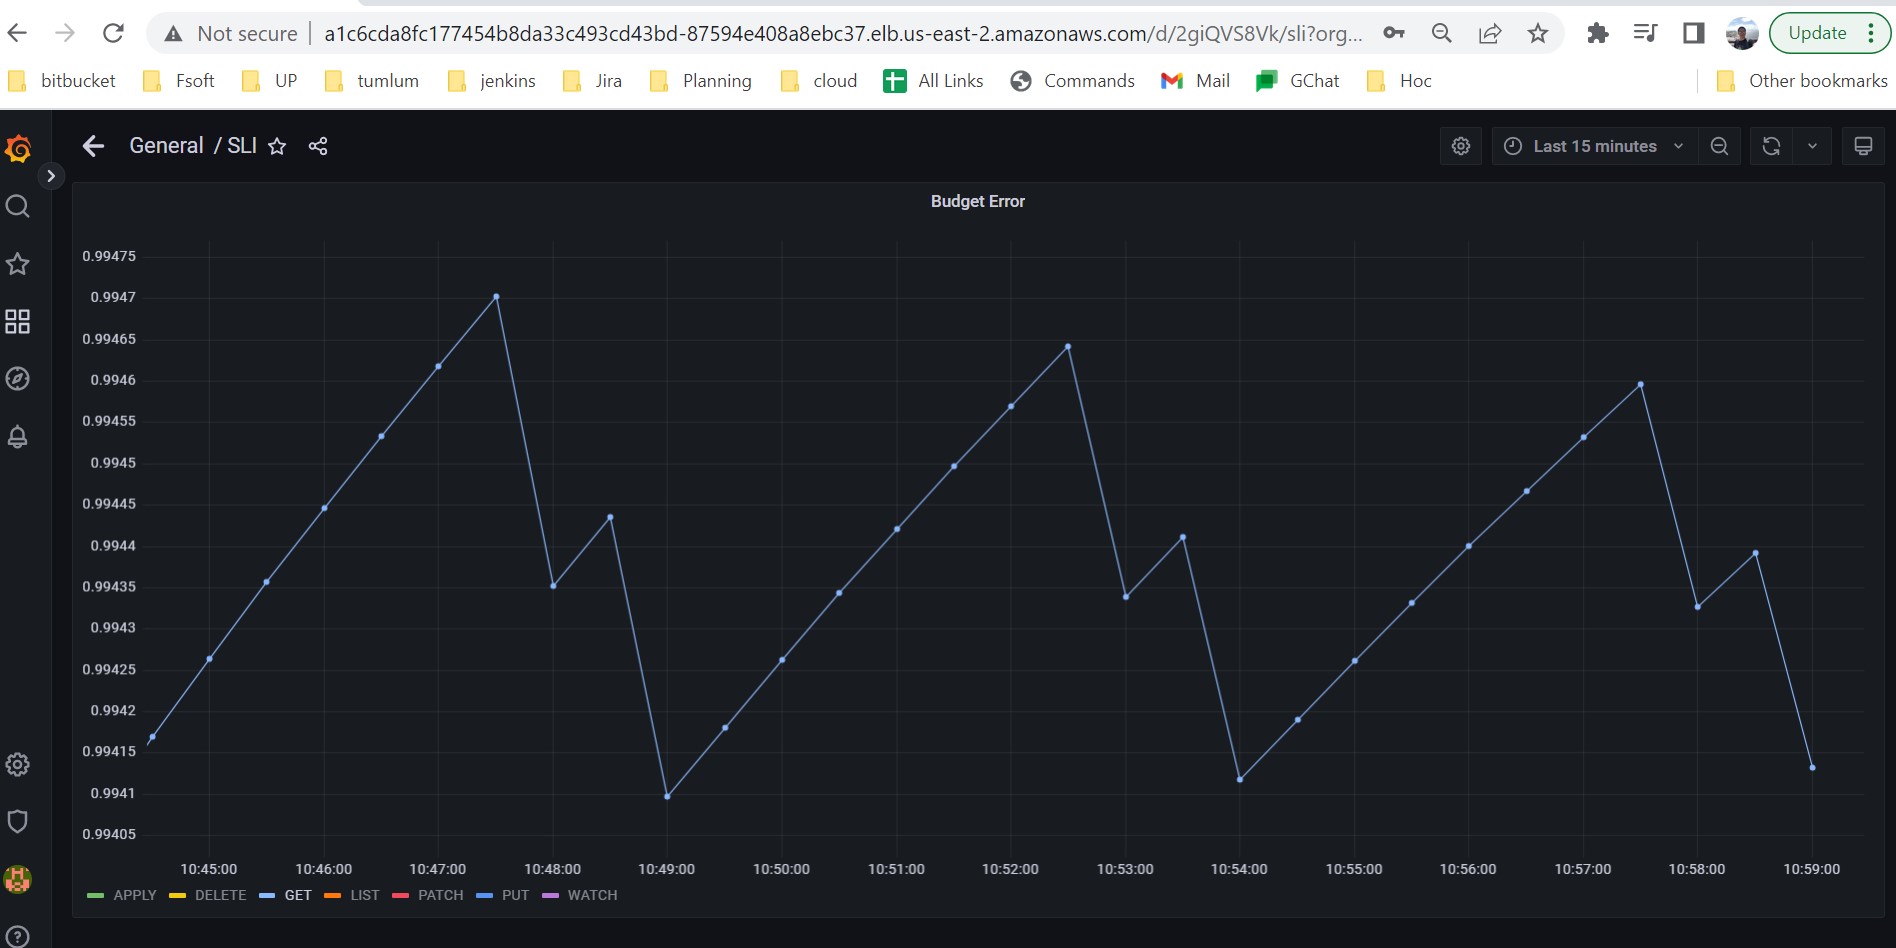 Not secure a1c6cda8fc177454b8da33c493cd43bd-87594e408a8ebc37.elb.us-east-2.amazonaws.com/d/2giQVS8Vk/sli?org... Update
bitbucket Fsoft UP tumlum jenkins Jira Planning cloud All Links Commands Mail GChat Hoc Other bookmarks
General / SLI Last 15 minutes
Budget Error
0.99475
0.9947
0.99465
0.9946
0.99455
0.9945
0.99445
0.9944
0.99435
0.9943
0.99425
0.9942
0.99415
0.9941
0.99405
10:45:00 10:46:00 10:47:00 10:48:00 10:49:00 10:50:00 10:51:00 10:52:00 10:53:00 10:54:00 10:55:00 10:56:00 10:57:00 10:58:00 10:59:00
APPLY DELETE GET LIST PATCH PUT WATCH